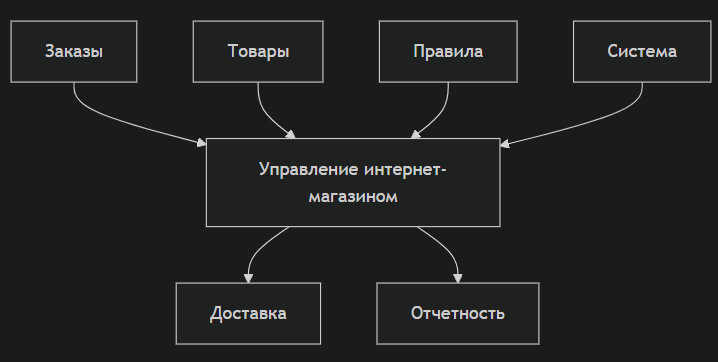 Заказы
Товары
Правила
Система
Управление интернет-
магазином
Доставка
Отчетность